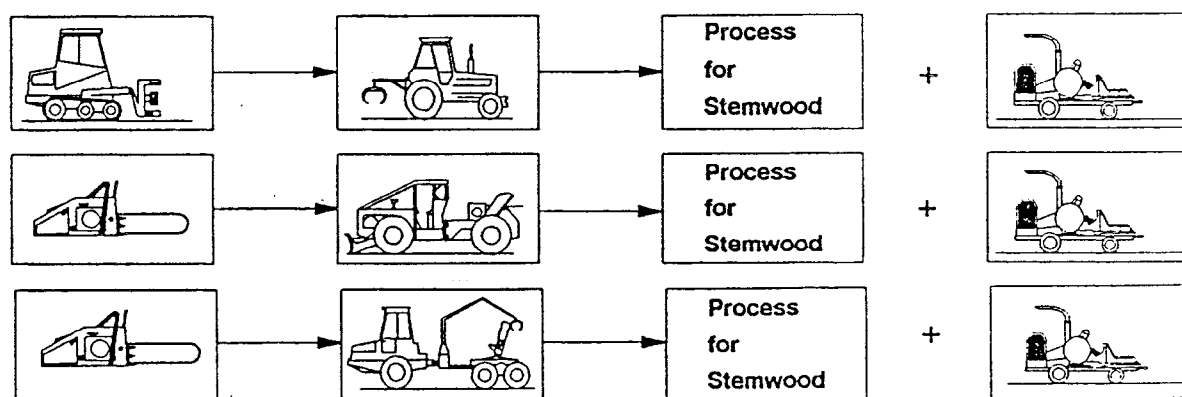 Process
for
Stemwood
+
Process
for
Stemwood
+
Process
for
Stemwood
+